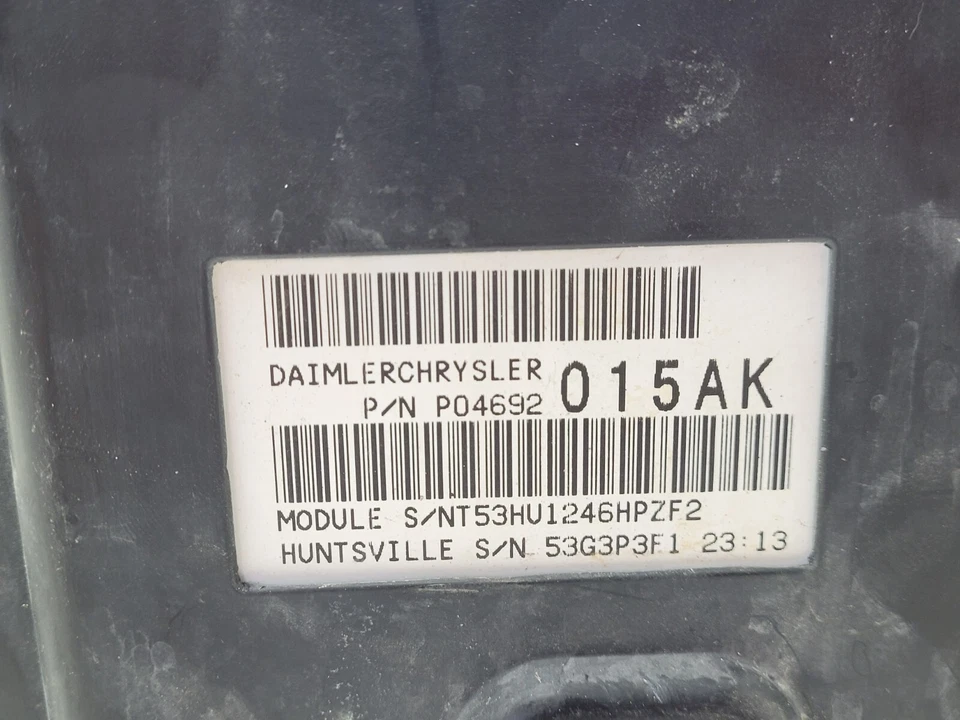 DAIMLERCHRYSLER
P/N P04692 015AK
MODULE S/NT53HU1246HPZF2
HUNTSVILLE S/N 53G3P3F1 23:13